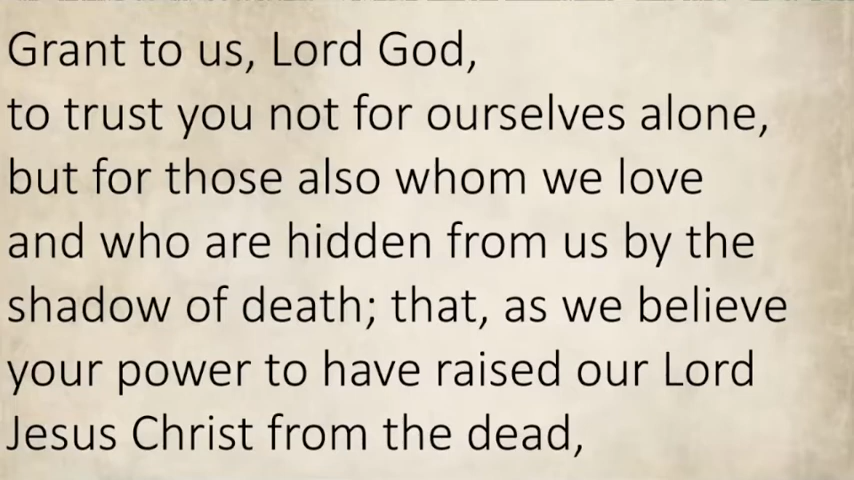 Grant to us, Lord God,
to trust you not for ourselves alone,
but for those also whom we love
and who are hidden from us by the
shadow of death; that, as we believe
your power to have raised our Lord
Jesus Christ from the dead,